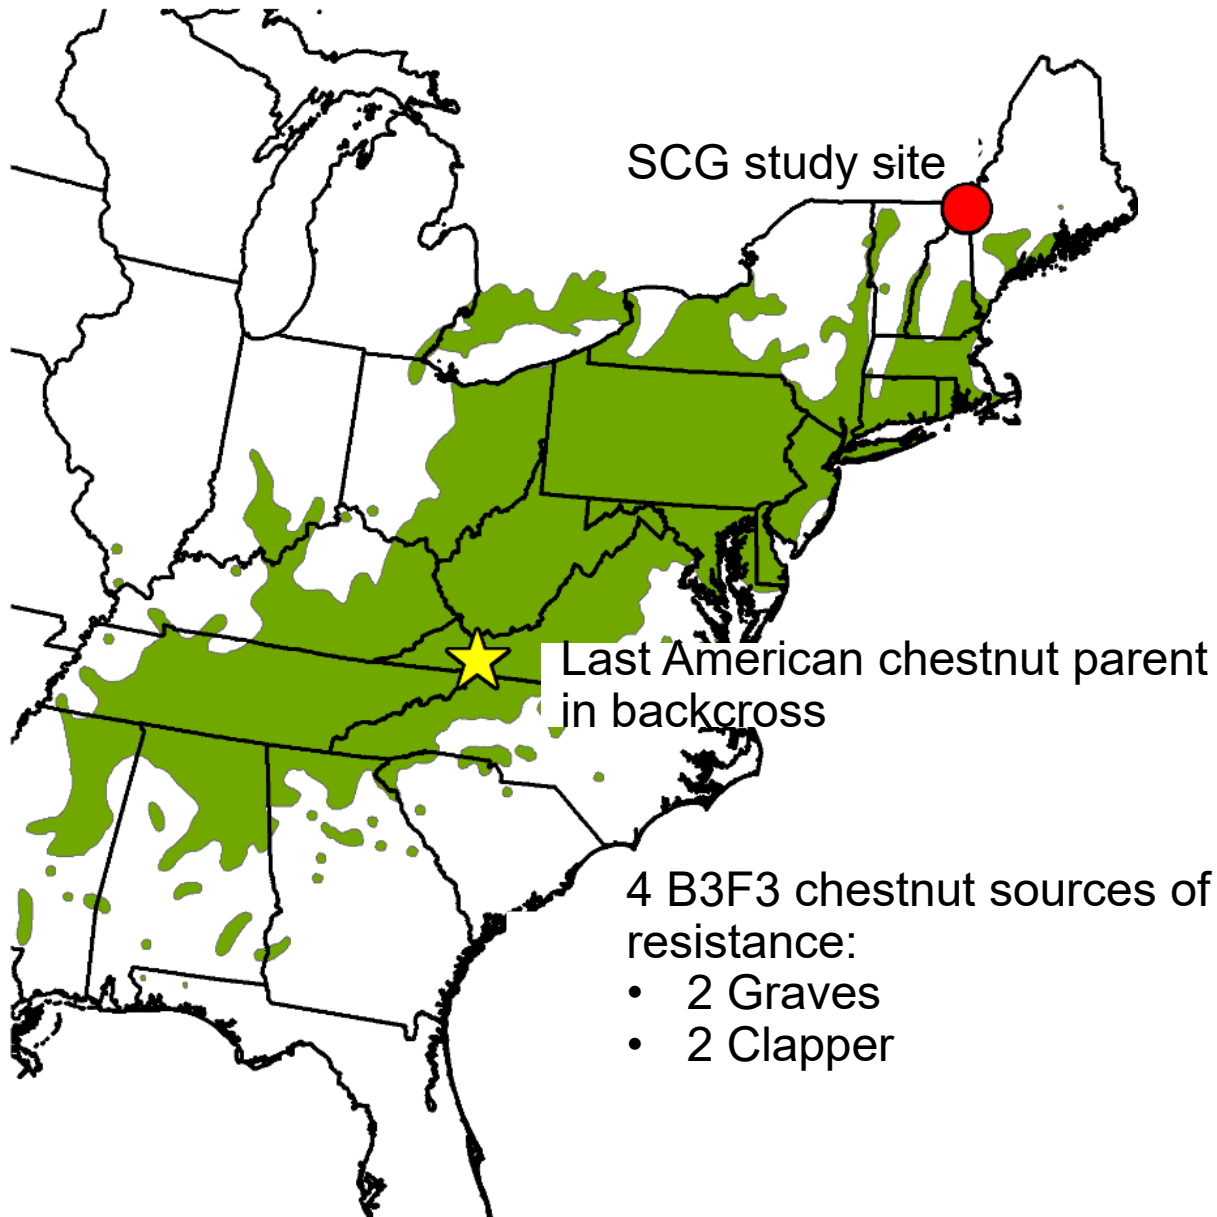 SCG study site
Last American chestnut parent
in backcross
4 B3F3 chestnut sources of
resistance:
• 2 Graves
• 2 Clapper